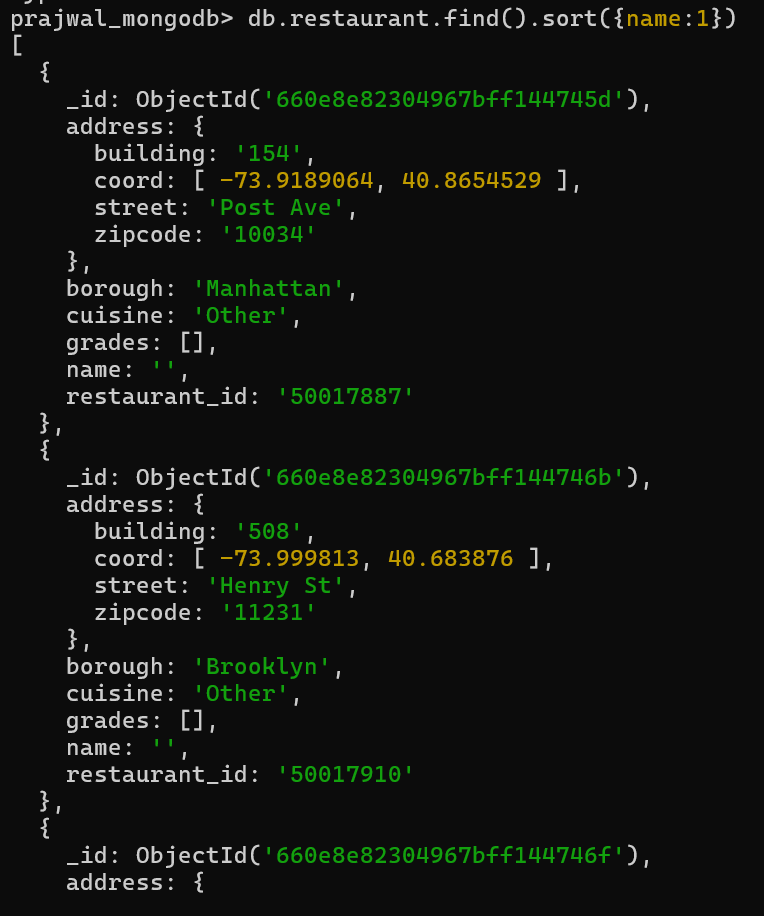 prajwal_mongodb> db.restaurant.find().sort({name:1})
[
  {
    _id: ObjectId('660e8e82304967bff144745d'),
    address: {
      building: '154',
      coord: [ -73.9189064, 40.8654529 ],
      street: 'Post Ave',
      zipcode: '10034'
    },
    borough: 'Manhattan',
    cuisine: 'Other',
    grades: [],
    name: '',
    restaurant_id: '50017887'
  },
  {
    _id: ObjectId('660e8e82304967bff144746b'),
    address: {
      building: '508',
      coord: [ -73.999813, 40.683876 ],
      street: 'Henry St',
      zipcode: '11231'
    },
    borough: 'Brooklyn',
    cuisine: 'Other',
    grades: [],
    name: '',
    restaurant_id: '50017910'
  },
  {
    _id: ObjectId('660e8e82304967bff144746f'),
    address: {